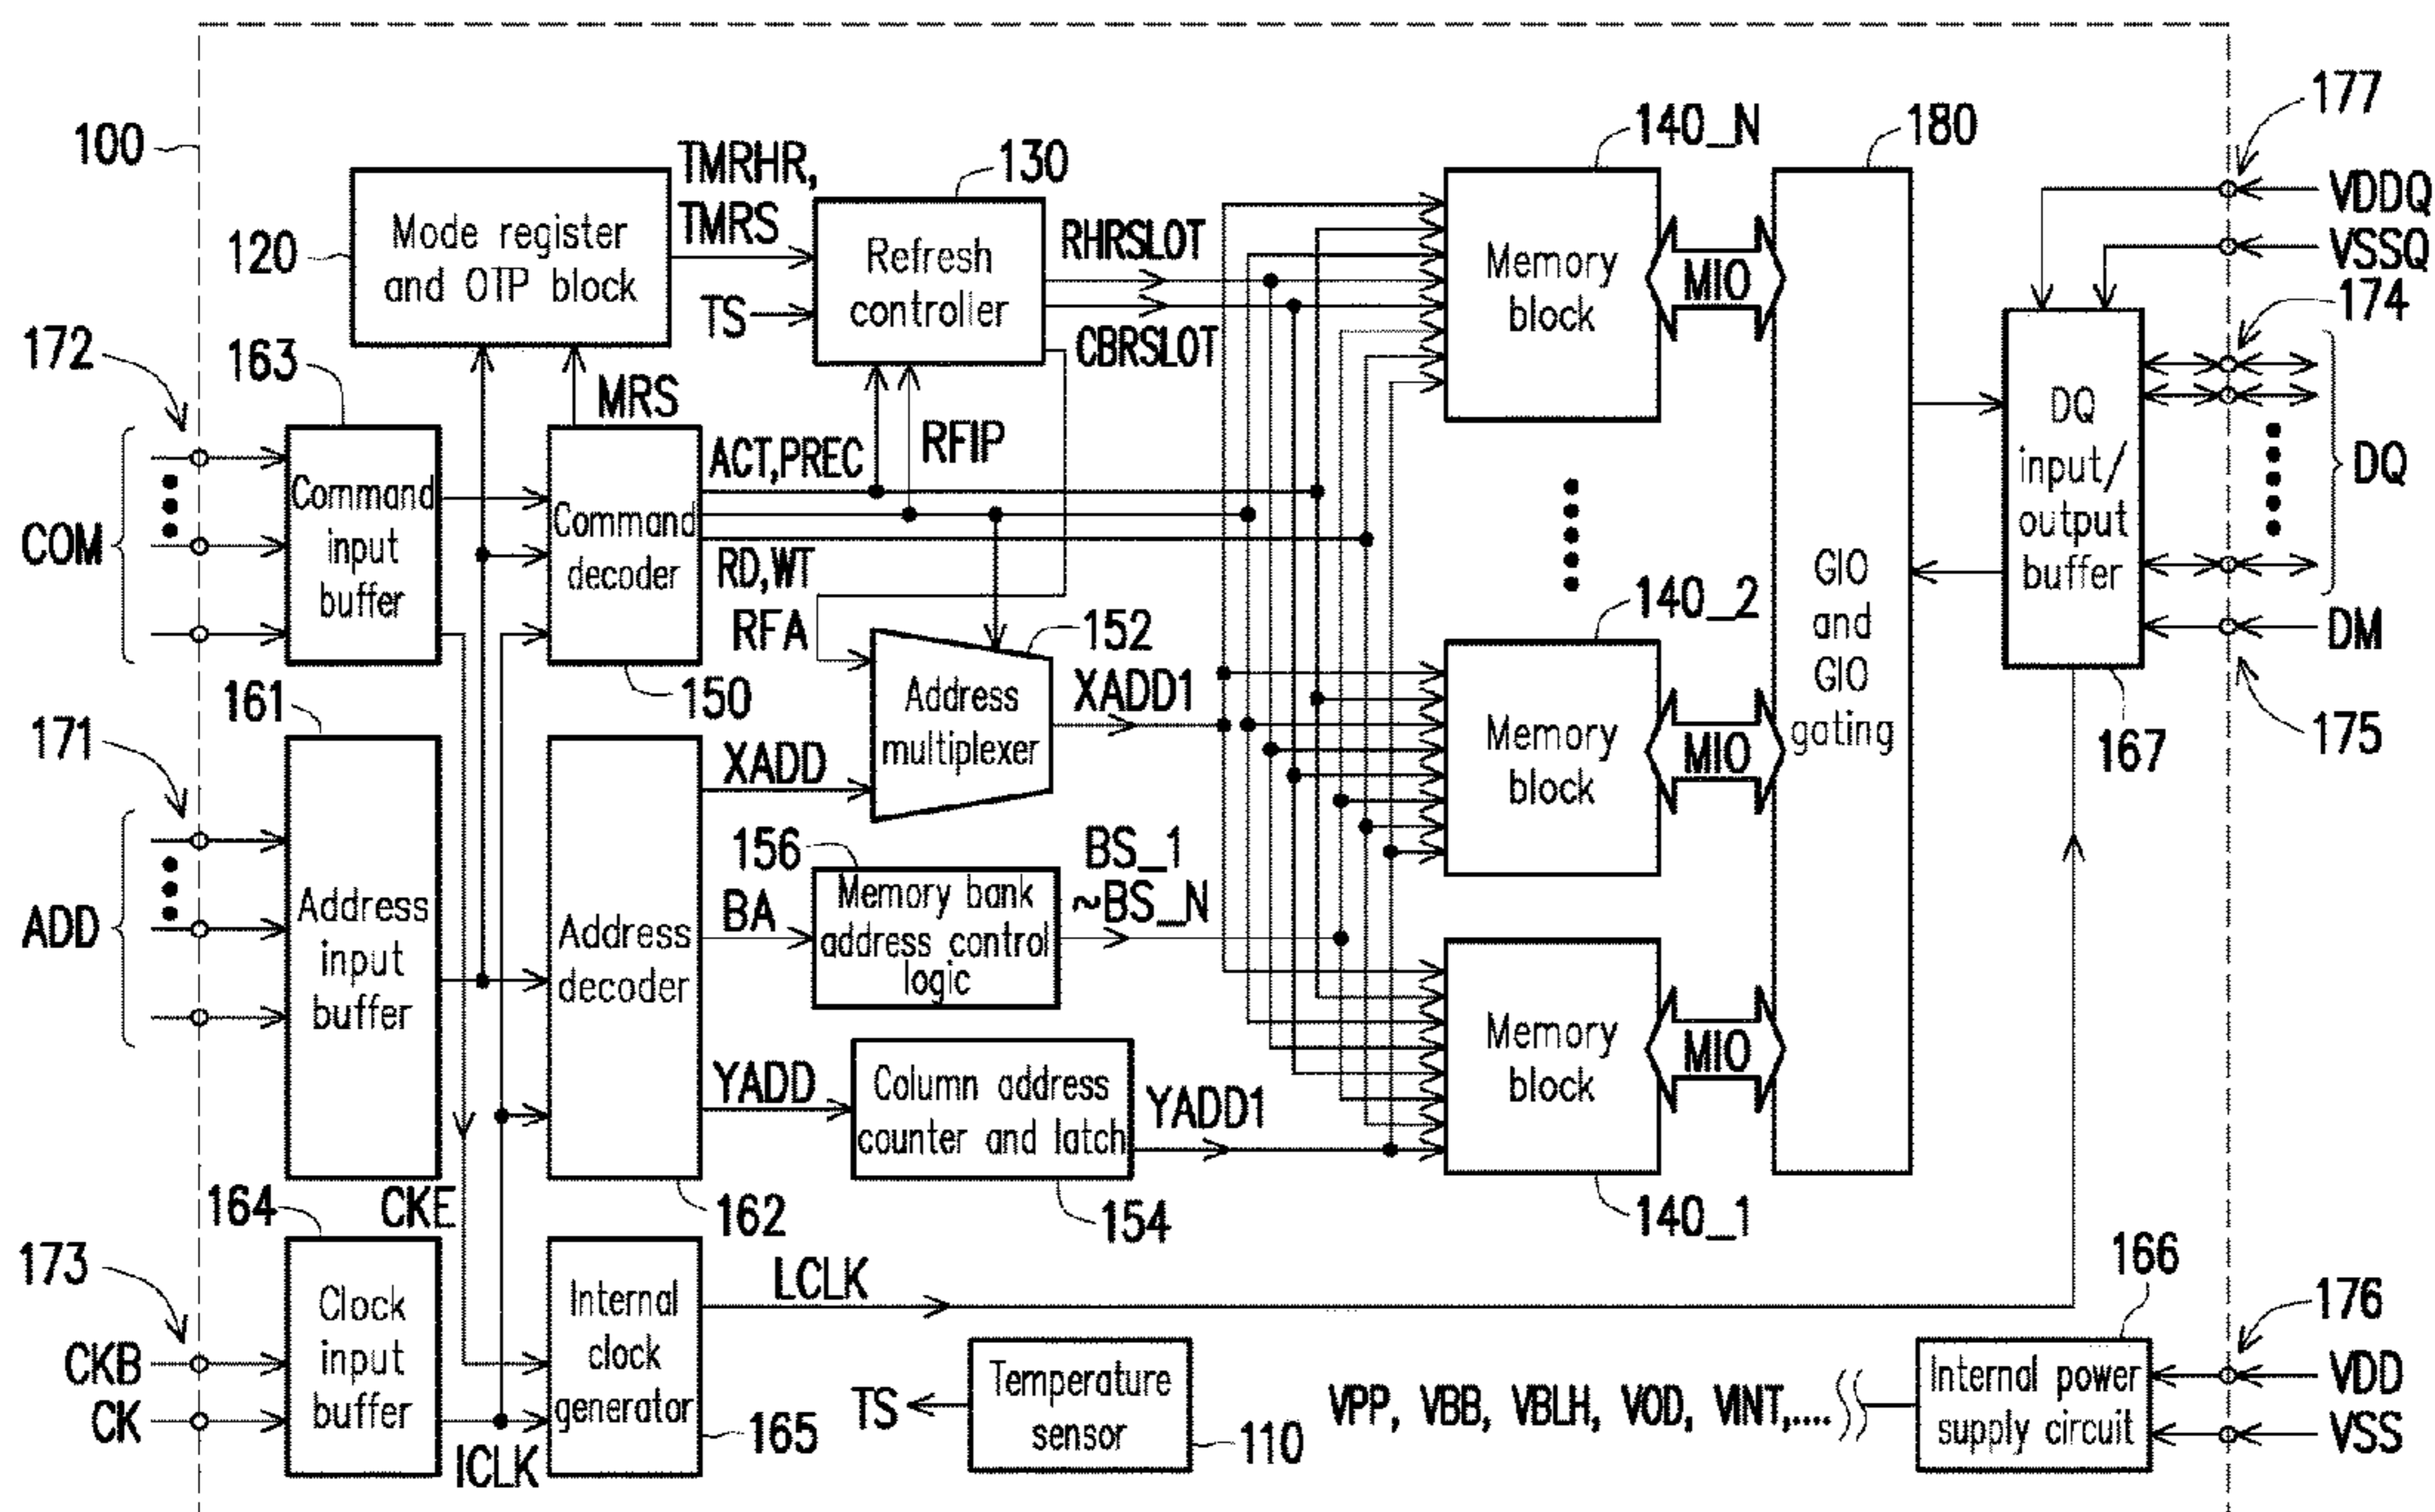 100
177
VDDQ
VSSQ
174
DQ
DM
175
120
Mode register
and OTP block
TMRHR,
TMRS
130
Refresh
controller
TS
RHRSLOT
CBRSLOT
140_N
Memory
block
MIO
180
GIO
and
GIO
gating
DQ
input/
output
buffer
167
172
COM
163
Command
input
buffer
MRS
Command
decoder
150
ACT,PREC
RFIP
RD,WT
RFA
152
Address
multiplexer
XADD1
140_2
Memory
block
MIO
171
ADD
161
Address
input
buffer
Address
decoder
162
XADD
156
BA
Memory bank
address control
logic
BS_1
~BS_N
YADD
Column address
counter and latch
154
YADD1
Memory
block
MIO
140_1
173
CKB
CK
164
Clock
input
buffer
CKE
ICLK
Internal
clock
generator
165
LCLK
TS
Temperature
sensor
110
VPP, VBB, VBLH, VOD, VINT,....
166
Internal power
supply circuit
176
VDD
VSS